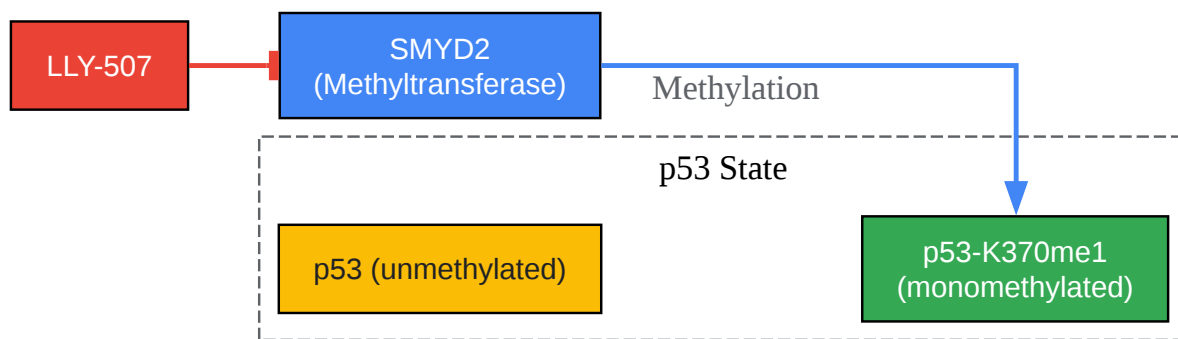 LLY-507
SMYD2
(Methyltransferase)
Methylation
p53 State
p53 (unmethylated)
p53-K370me1
(monomethylated)